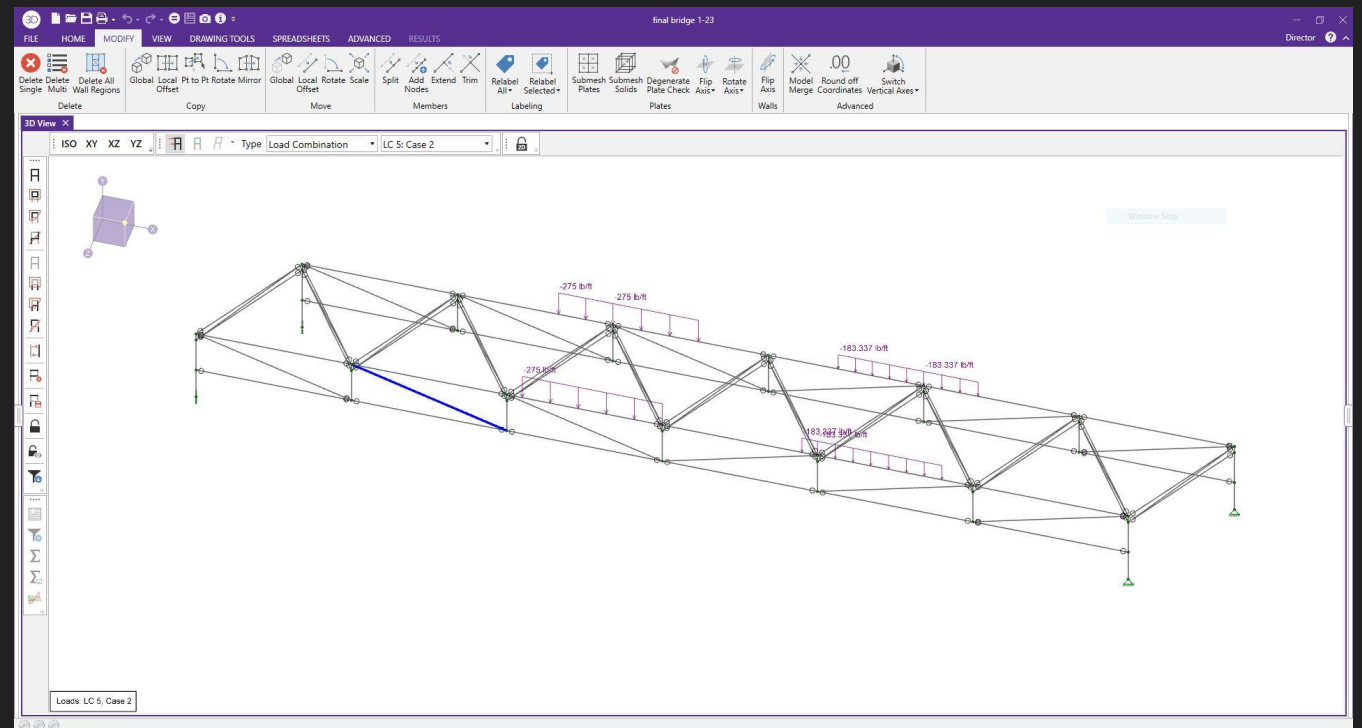 3D
final bridge 1-23
FILE HOME MODIFY VIEW DRAWING TOOLS SPREADSHEETS ADVANCED RESULTS Director
Delete Single Delete Multi Delete All Wall Regions Global Local Offset Pt to Pt Rotate Mirror Global Local Offset Rotate Scale Split Add Nodes Extend Trim Relabel All Relabel Selected Submesh Plates Submesh Solids Degenerate Plate Check Flip Axis Rotate Axis Flip Axis Model Merge .00 Round off Coordinates Switch Vertical Axes
Delete Copy Move Members Labeling Plates Walls Advanced
3D View
ISO XY XZ YZ Type Load Combination LC 5: Case 2
Y
X
Z
Window Snip
-275 lb/ft
-275 lb/ft
-183.337 lb/ft
-183.337 lb/ft
-275 lb/ft
Loads: LC 5, Case 2